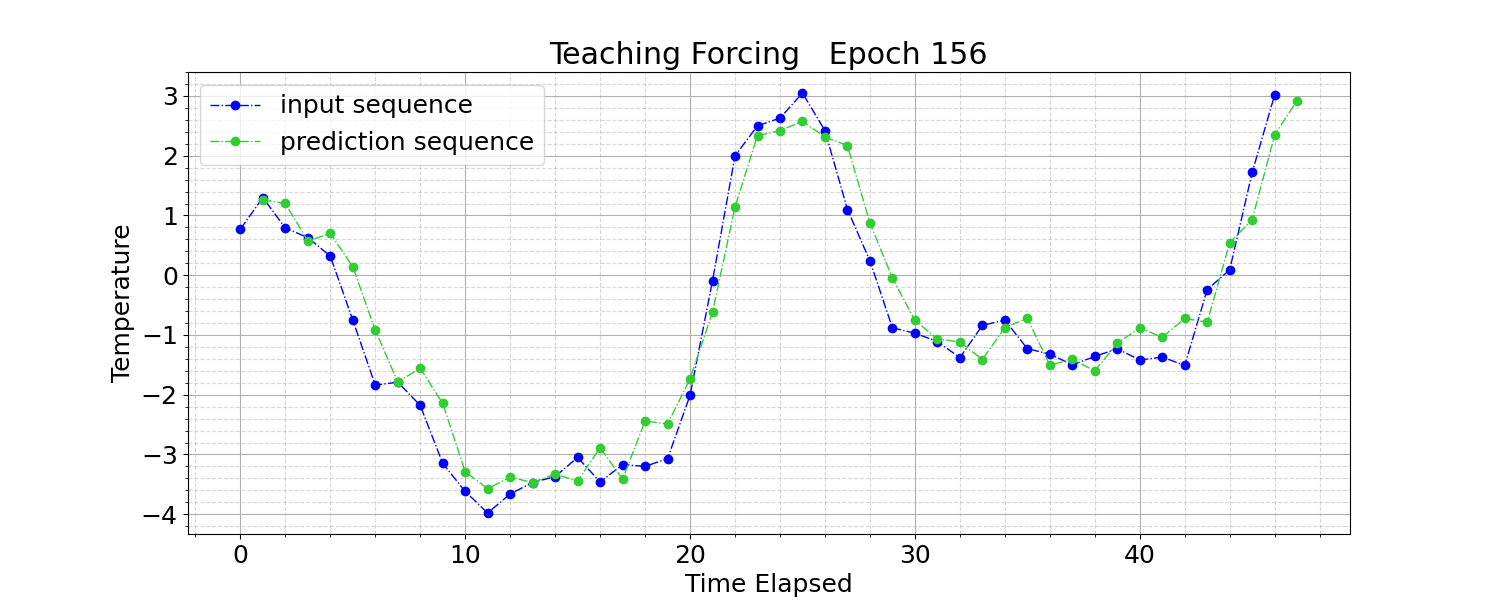 Teaching Forcing   Epoch 156
input sequence
prediction sequence
Temperature
3
2
1
0
−1
−2
−3
−4
0 10 20 30 40
Time Elapsed